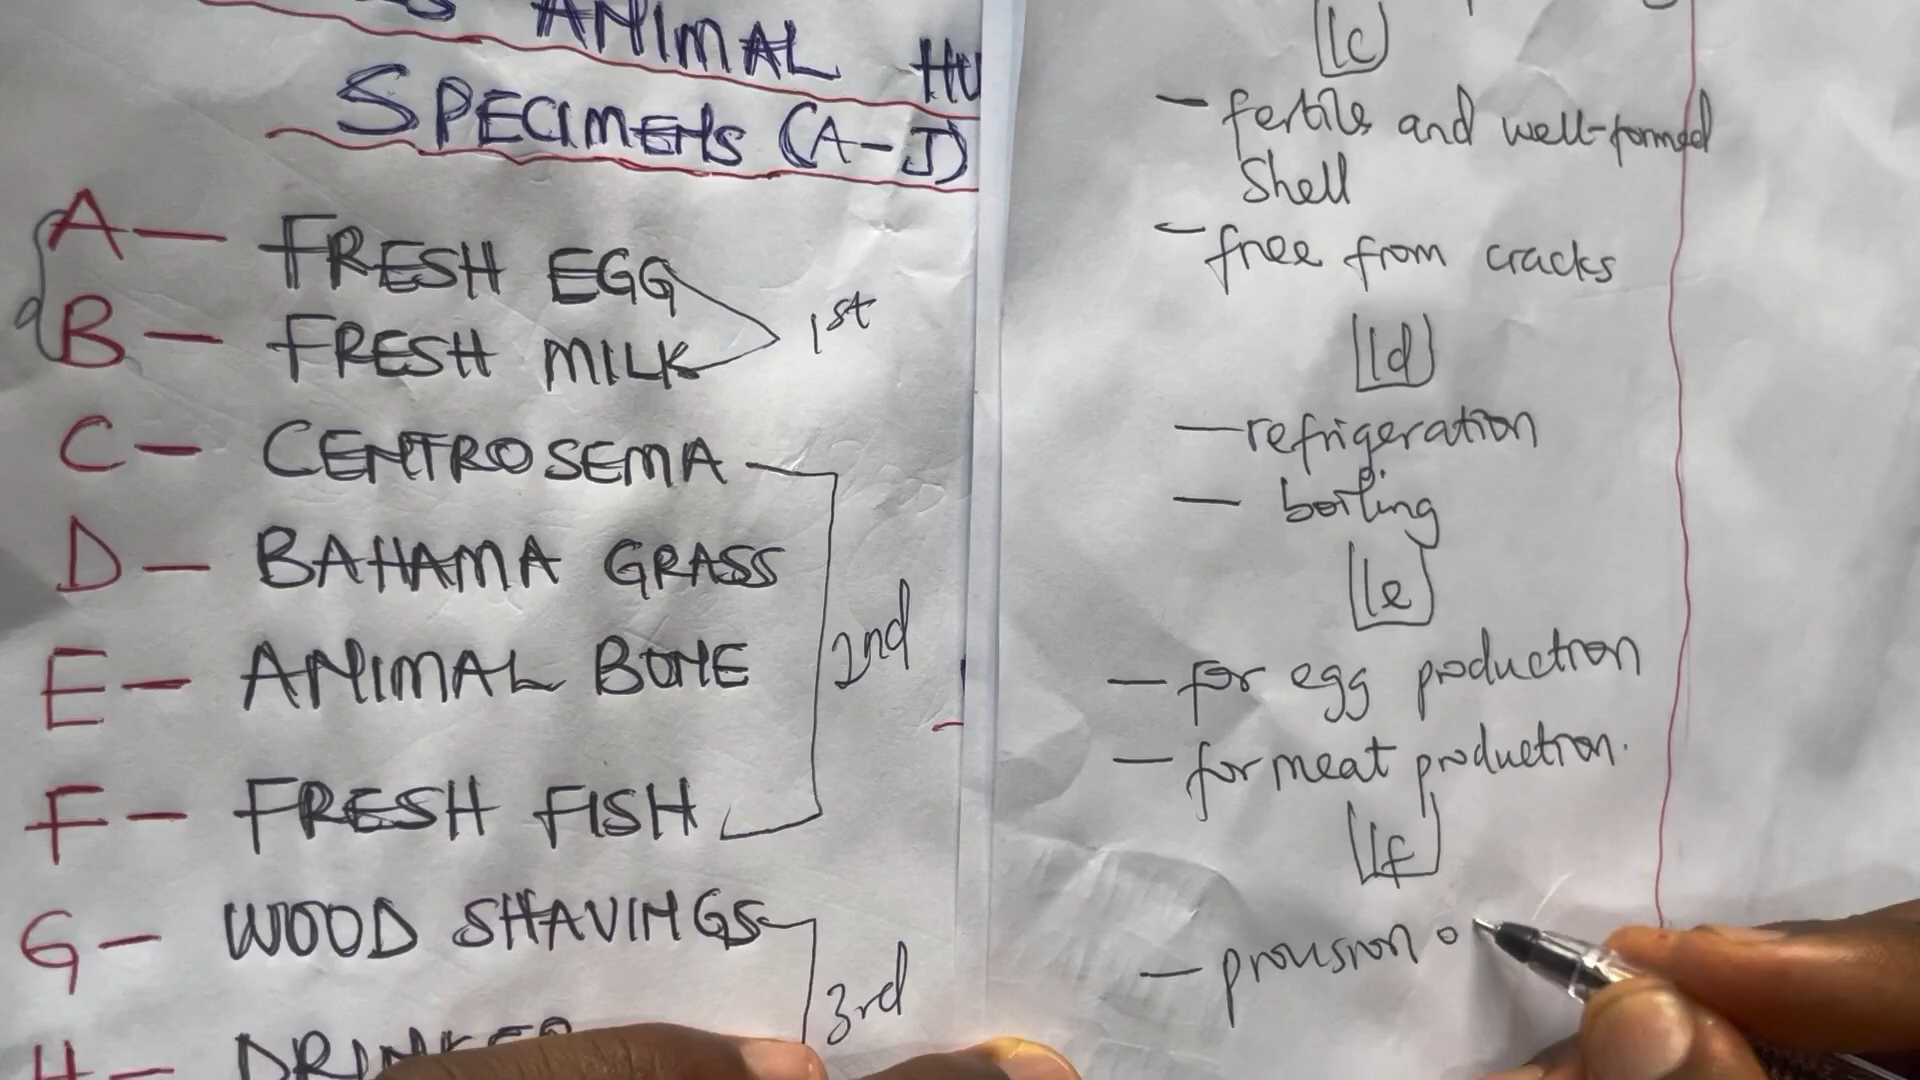 ANIMAL HU
SPECIMENS (A-J)
A- FRESH EGG
B- FRESH MILK
1st
C- CENTROSEMA
D- BAHAMA GRASS
E- ANIMAL BONE
F- FRESH FISH
2nd
G- WOOD SHAVINGS
3rd
H- DRINKER
1c
- fertile and well-formed
shell
- free from cracks
1d
- refrigeration
- boiling
1e
- for egg production
- for meat production.
1f
- provision o